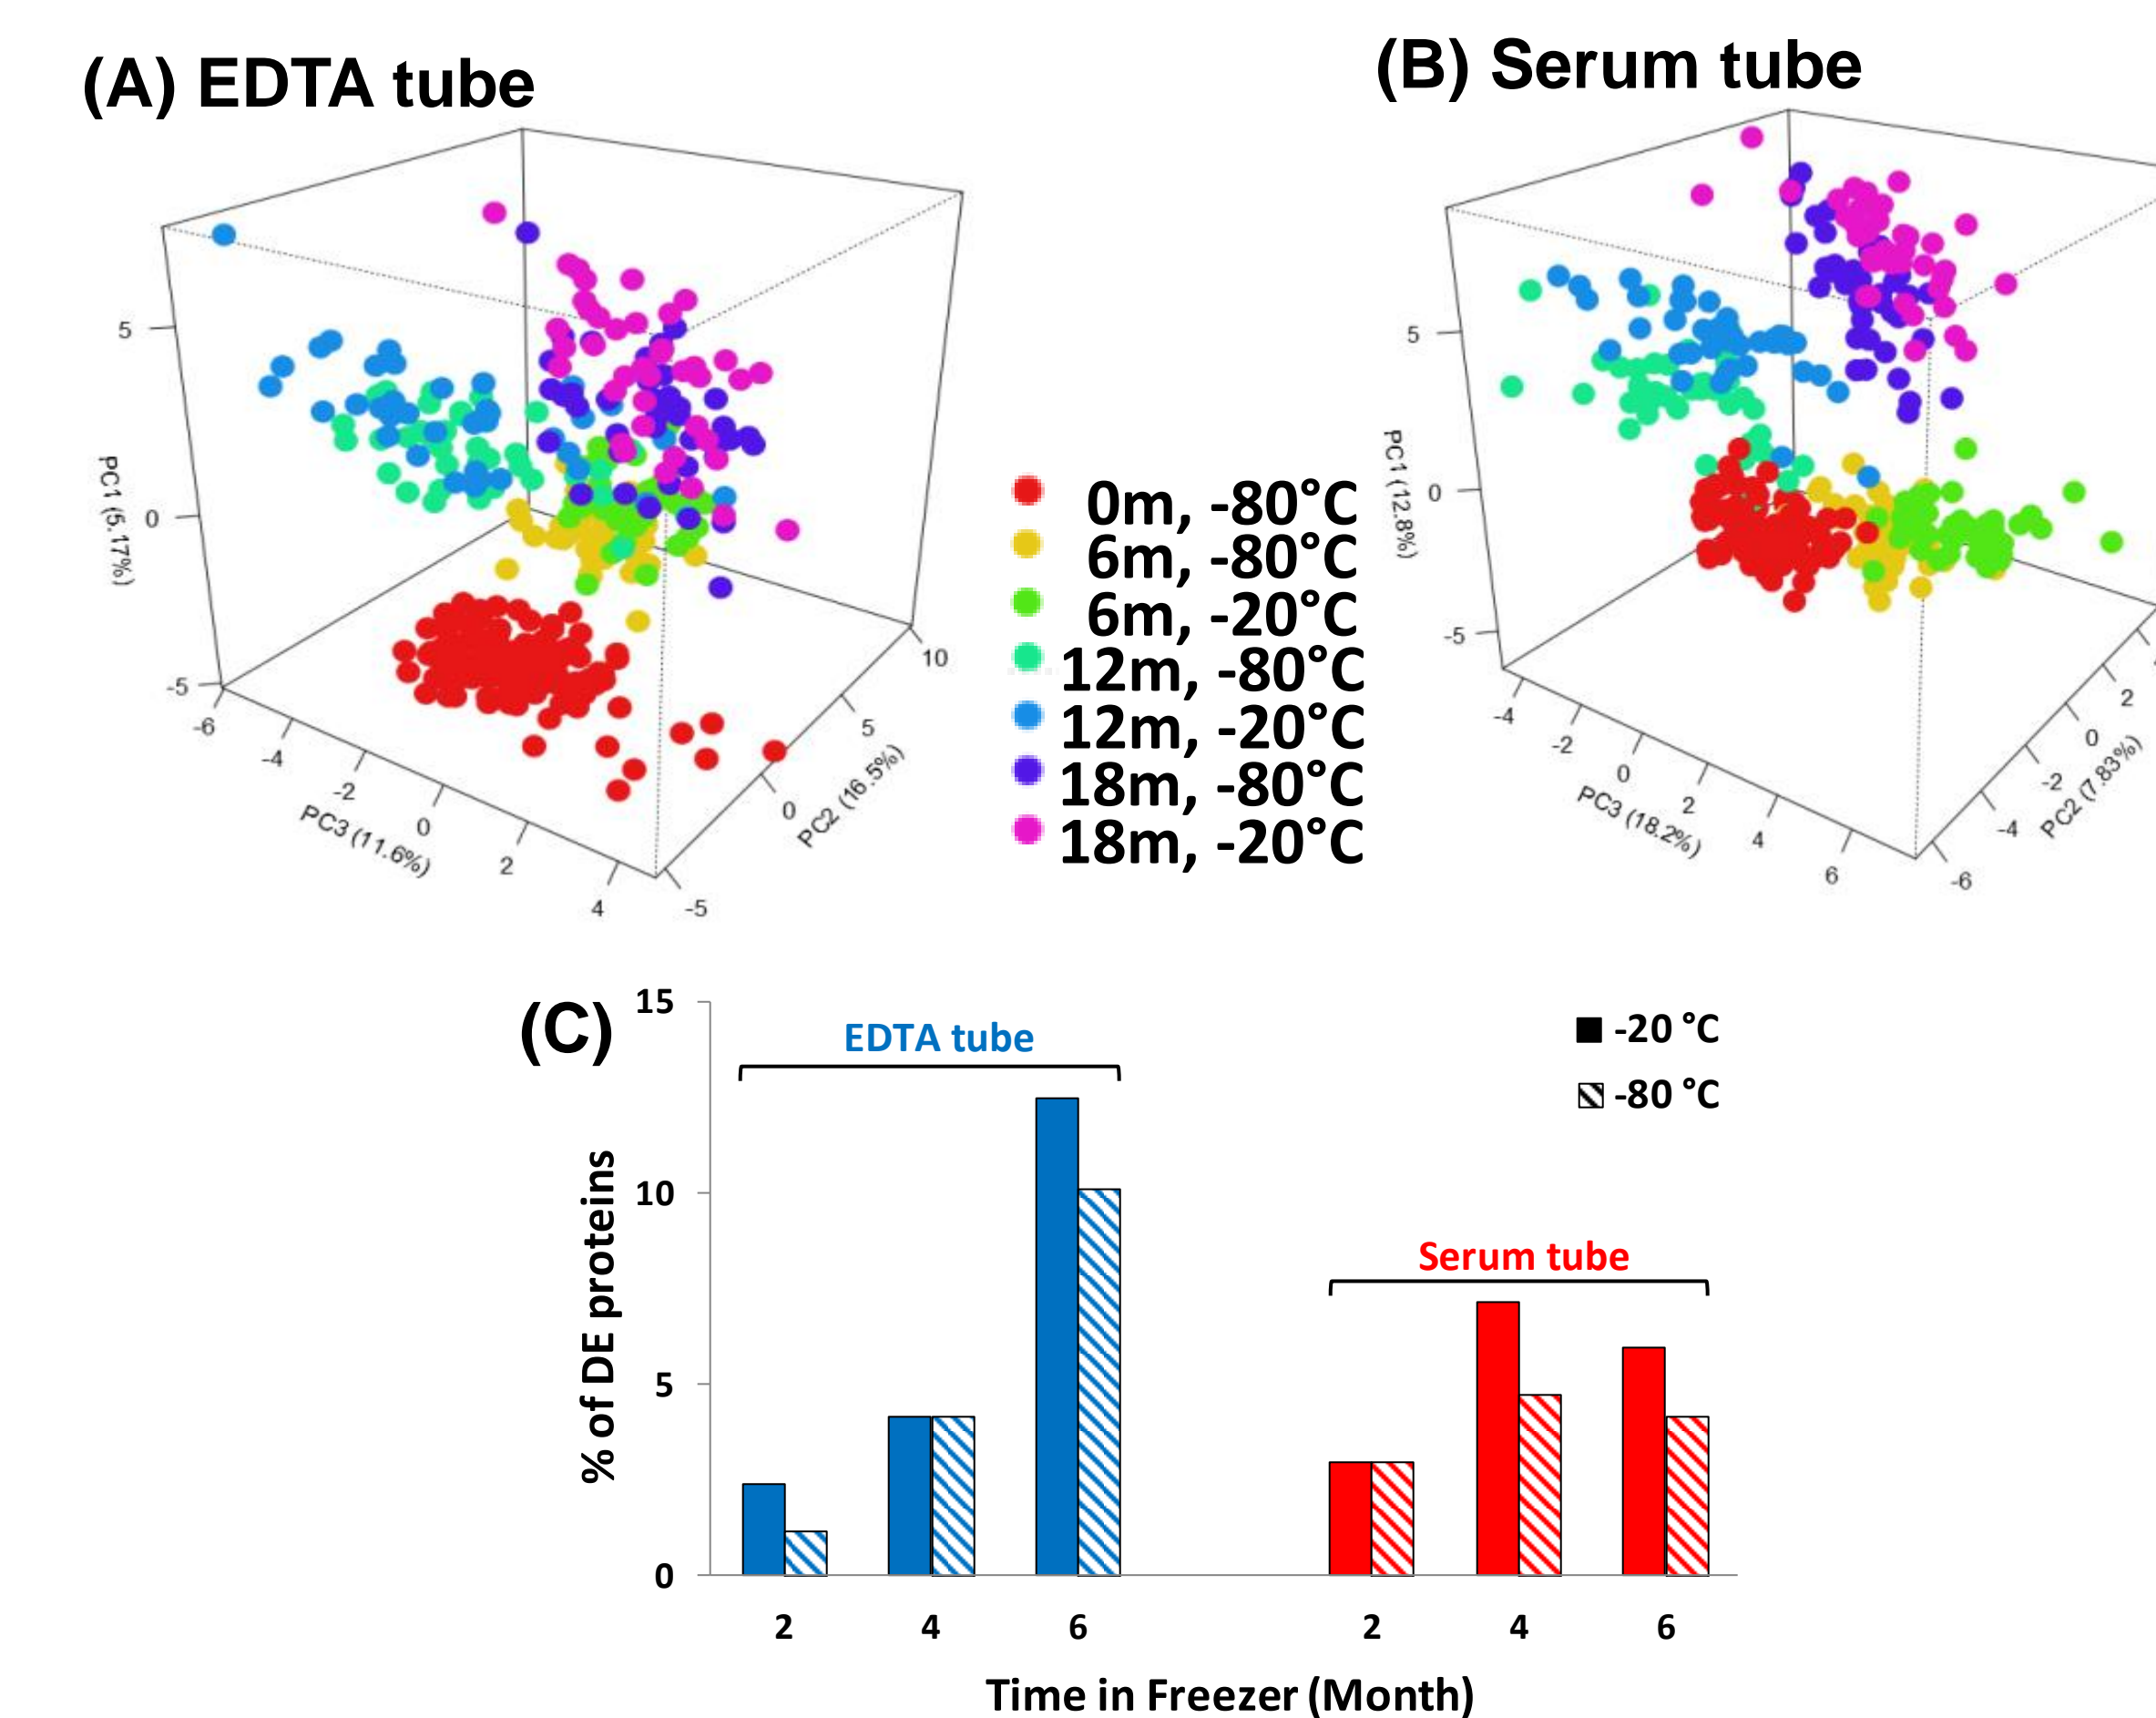 (A) EDTA tube
(B) Serum tube
5
0
-5
PC1 (5.17%)
-6
-4
-2
0
2
4
PC3 (11.6%)
-5
0
5
10
PC2 (16.5%)
0m, -80°C
6m, -80°C
6m, -20°C
12m, -80°C
12m, -20°C
18m, -80°C
18m, -20°C
5
0
-5
PC1 (12.8%)
-4
-2
0
2
4
6
PC3 (18.2%)
-6
-4
-2
0
2
PC2 (7.83%)
(C)
15
10
5
0
% of DE proteins
EDTA tube
Serum tube
-20 °C
-80 °C
2 4 6 2 4 6
Time in Freezer (Month)